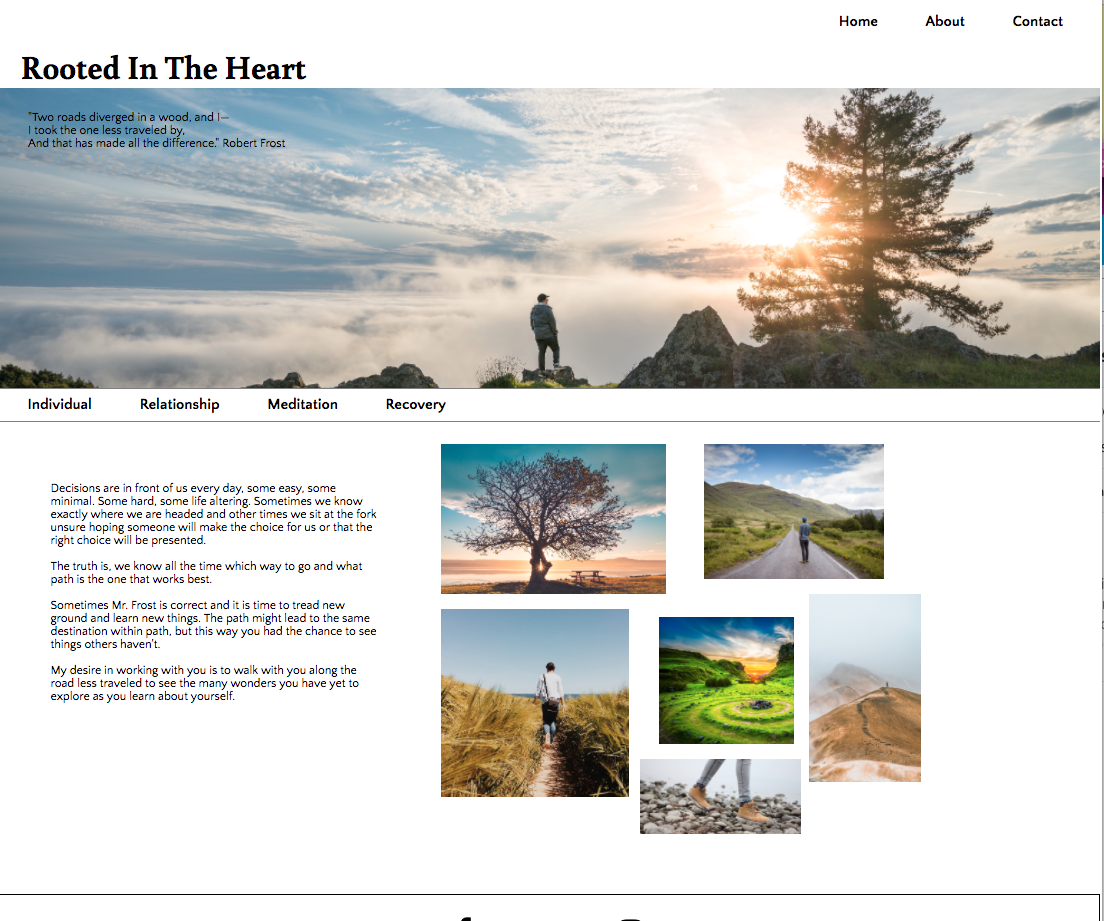 Home About Contact
Rooted In The Heart
"Two roads diverged in a wood, and I—
I took the one less traveled by,
And that has made all the difference." Robert Frost
Individual Relationship Meditation Recovery
Decisions are in front of us every day, some easy, some
minimal. Some hard, some life altering. Sometimes we know
exactly where we are headed and other times we sit at the fork
unsure hoping someone will make the choice for us or that the
right choice will be presented.
The truth is, we know all the time which way to go and what
path is the one that works best.
Sometimes Mr. Frost is correct and it is time to tread new
ground and learn new things. The path might lead to the same
destination within path, but this way you had the chance to see
things others haven't.
My desire in working with you is to walk with you along the
road less traveled to see the many wonders you have yet to
explore as you learn about yourself.